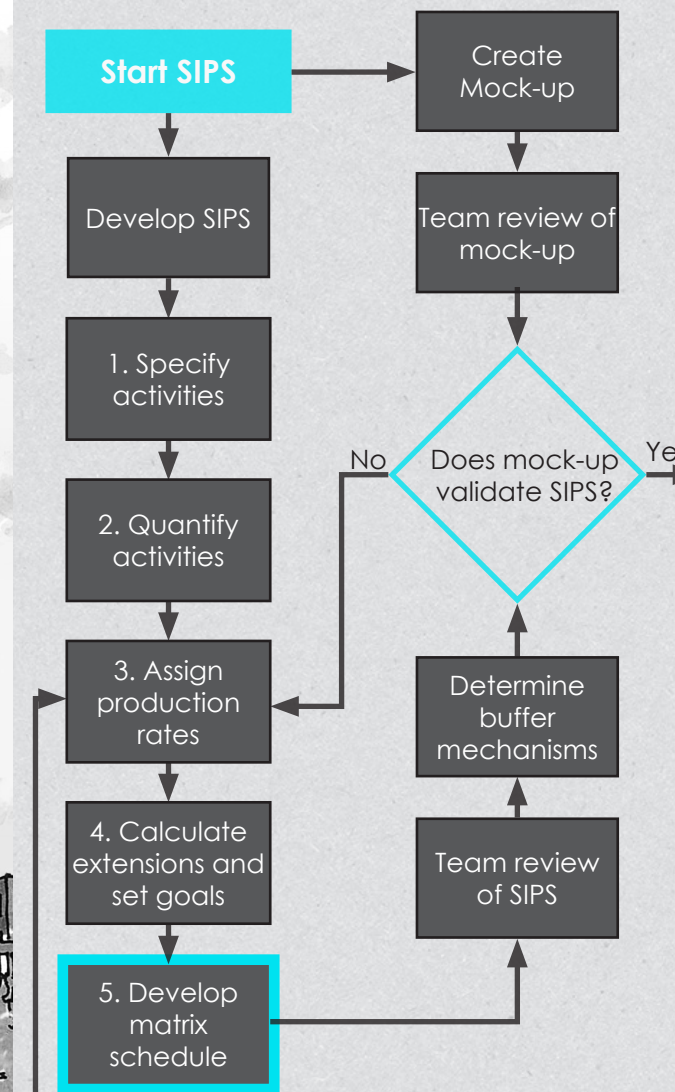 Start SIPS
Create
Mock-up
Develop SIPS
Team review of
mock-up
1. Specify
activities
No
Does mock-up
validate SIPS?
Ye
2. Quantify
activities
3. Assign
production
rates
Determine
buffer
mechanisms
4. Calculate
extensions and
set goals
Team review
of SIPS
5. Develop
matrix
schedule